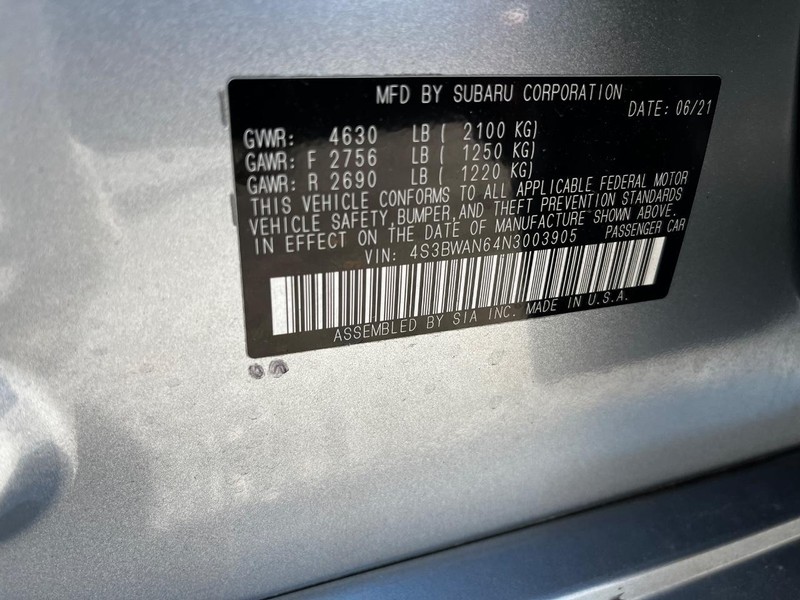 MFD BY SUBARU CORPORATION
DATE: 06/21
GVWR: 4630 LB ( 2100 KG)
GAWR: F 2756 LB ( 1250 KG)
GAWR: R 2690 LB ( 1220 KG)
THIS VEHICLE CONFORMS TO ALL APPLICABLE FEDERAL MOTOR
VEHICLE SAFETY, BUMPER, AND THEFT PREVENTION STANDARDS
IN EFFECT ON THE DATE OF MANUFACTURE SHOWN ABOVE.
VIN: 4S3BWAN64N3003905 PASSENGER CAR
ASSEMBLED BY SIA INC. MADE IN U.S.A.